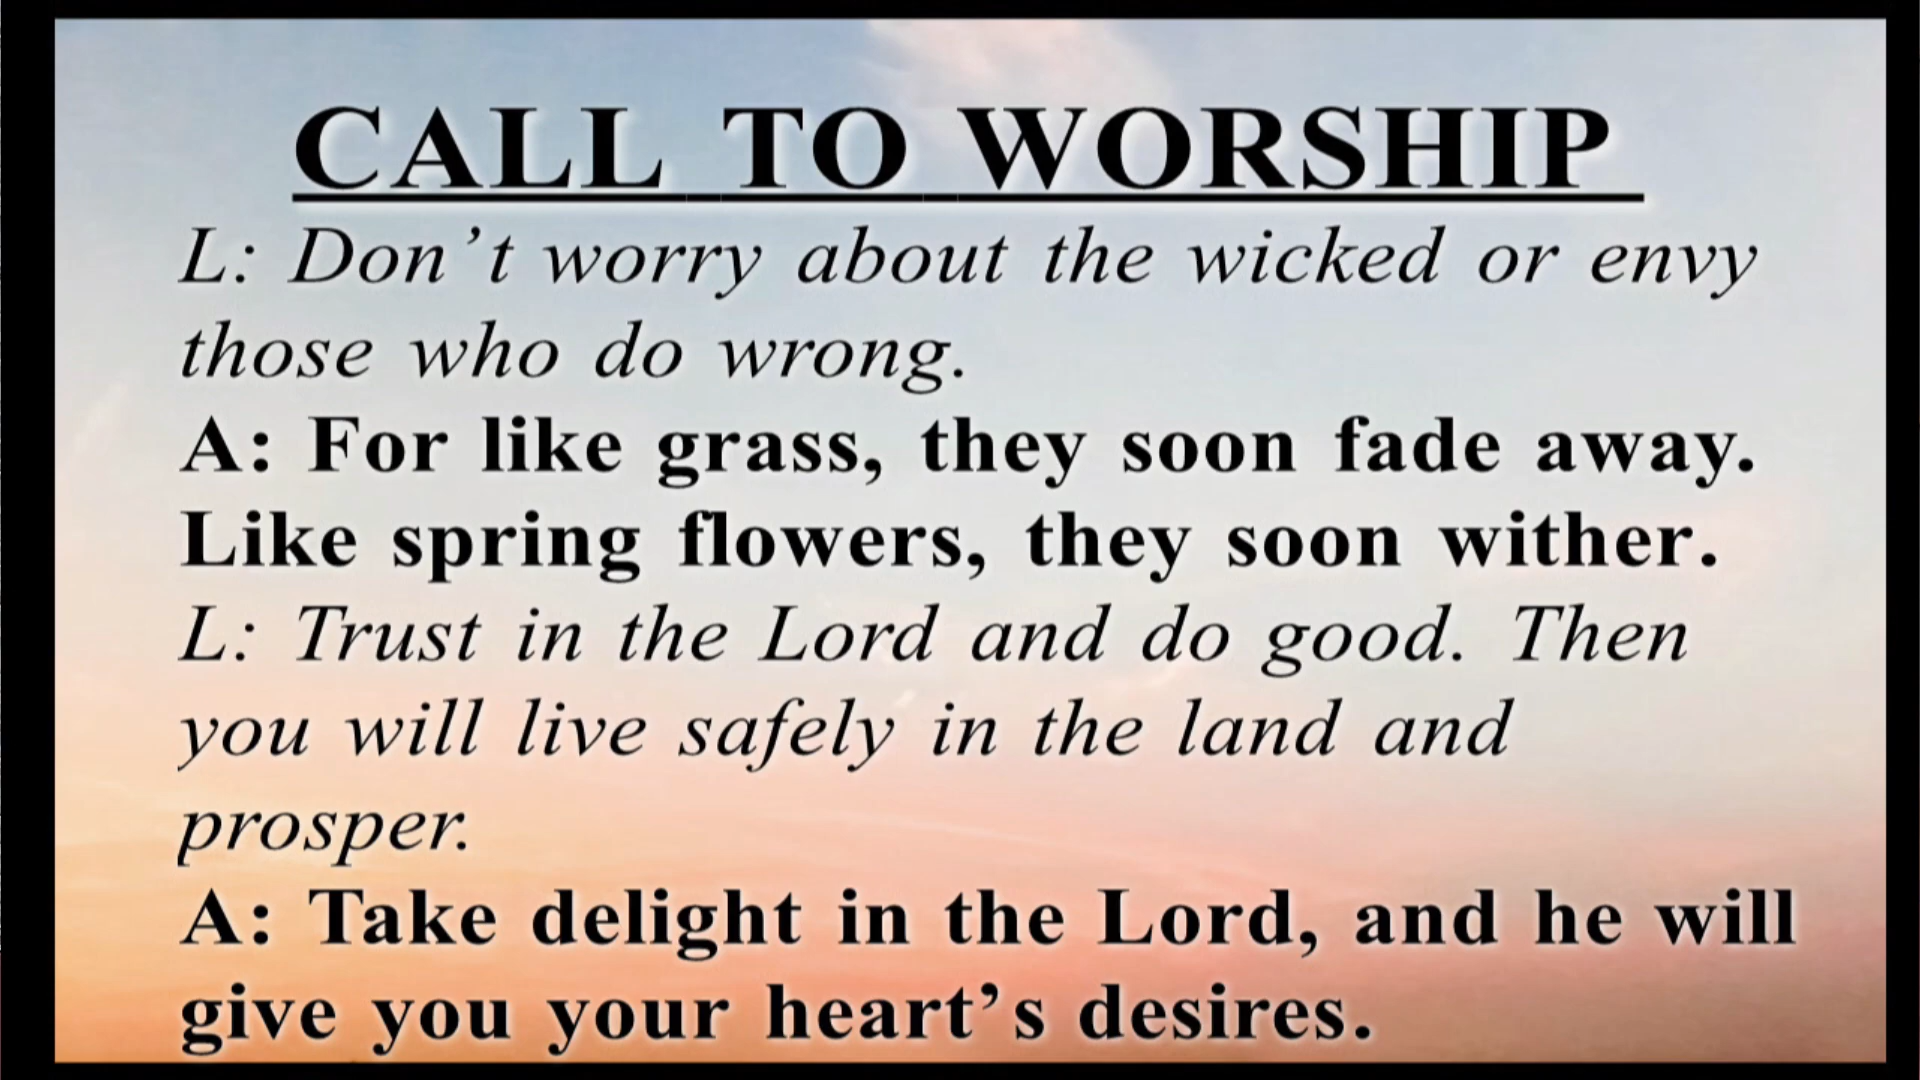 CALL TO WORSHIP
L: Don’t worry about the wicked or envy
those who do wrong.
A: For like grass, they soon fade away.
Like spring flowers, they soon wither.
L: Trust in the Lord and do good. Then
you will live safely in the land and
prosper.
A: Take delight in the Lord, and he will
give you your heart’s desires.